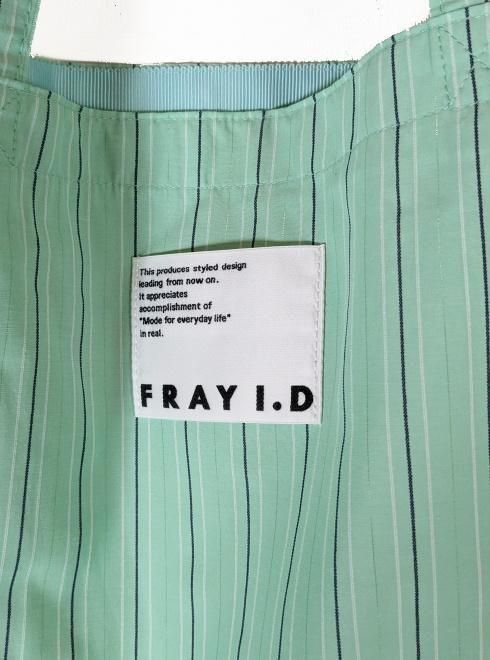 This produces styled design
leading from now on.
It appreciates
accomplishment of
"Mode for everyday life"
in real.
FRAY I.D